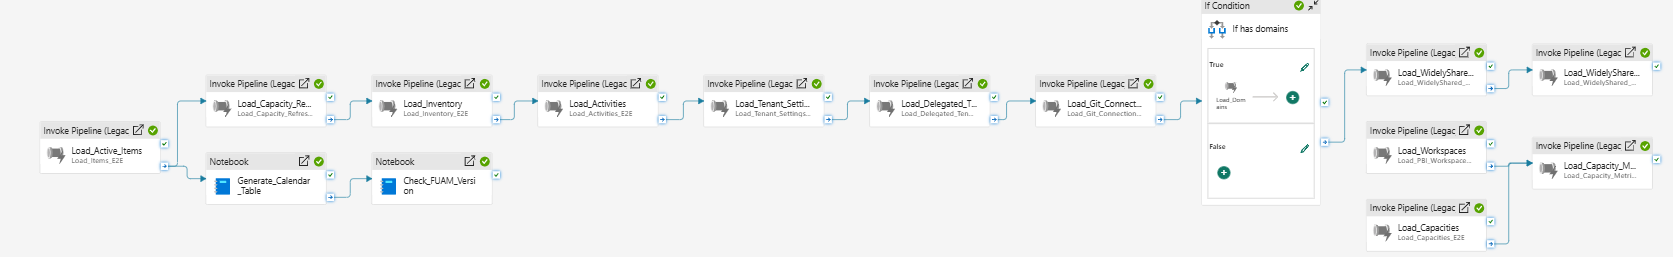 Invoke Pipeline (Legac
Load_Active_Items
Load_Items_E2E
Invoke Pipeline (Legac
Load_Capacity_Re...
Load_Capacity_Refres...
Notebook
Generate_Calendar
_Table
Invoke Pipeline (Legac
Load_Inventory
Load_Inventory_E2E
Notebook
Check_FUAM_Versi
on
Invoke Pipeline (Legac
Load_Activities
Load_Activities_E2E
Invoke Pipeline (Legac
Load_Tenant_Setti...
Load_Tenant_Settings...
Invoke Pipeline (Legac
Load_Delegated_T...
Load_Delegated_Ten...
Invoke Pipeline (Legac
Load_Git_Connect...
Load_Git_Connection...
If Condition
If has domains
True
Load_Dom
ains
False
Invoke Pipeline (Legac
Load_WidelyShare...
Load_WidelyShared_...
Invoke Pipeline (Legac
Load_WidelyShare...
Load_WidelyShared_...
Invoke Pipeline (Legac
Load_Workspaces
Load_PBI_Workspace...
Invoke Pipeline (Legac
Load_Capacity_M...
Load_Capacity_Metri...
Invoke Pipeline (Legac
Load_Capacities
Load_Capacities_E2E